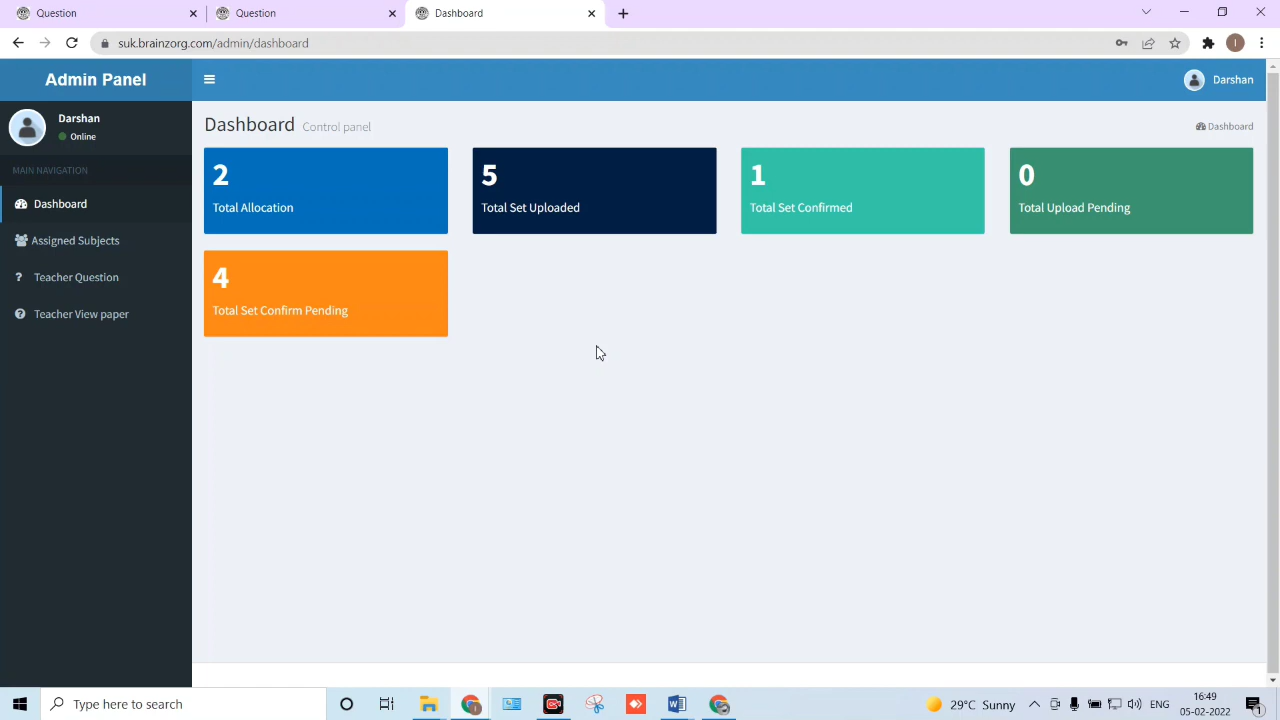 Question
Question
Dashboard
suk.brainzorg.com/admin/dashboard
I
Admin Panel
Darshan
Darshan
Online
MAIN NAVIGATION
Dashboard
Assigned Subjects
Teacher Question
Teacher View paper
Dashboard Control panel
Dashboard
2
Total Allocation
5
Total Set Uploaded
1
Total Set Confirmed
0
Total Upload Pending
4
Total Set Confirm Pending
Type here to search
29°C Sunny
ENG
16:49
05-02-2022
1